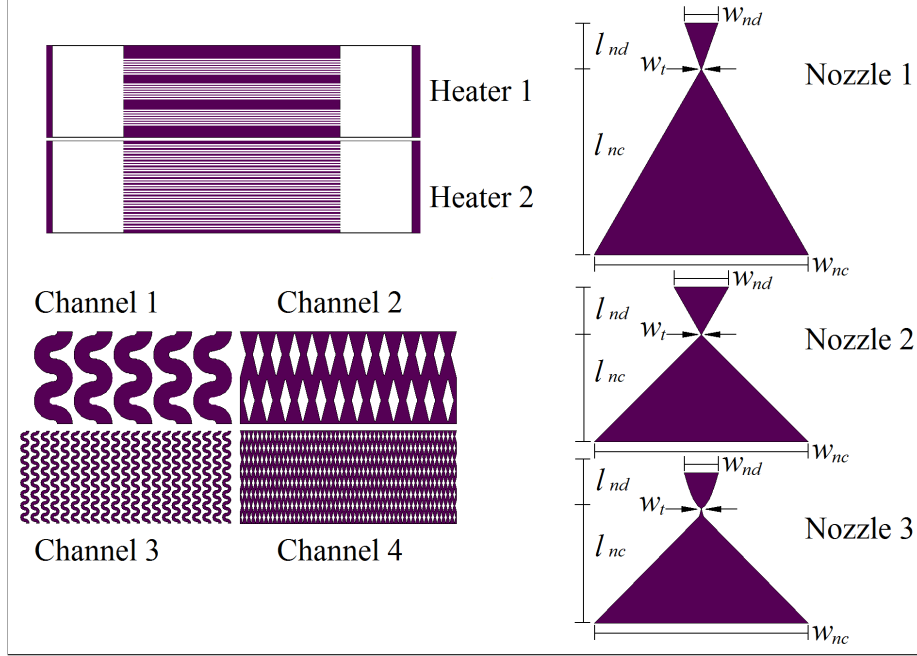 Heater 1
Heater 2
Channel 1
Channel 2
Channel 3
Channel 4
w_nd
l_nd
w_t
Nozzle 1
l_nc
w_nc
w_nd
l_nd
w_t
Nozzle 2
l_nc
w_nc
w_nd
l_nd
w_t
Nozzle 3
l_nc
w_nc